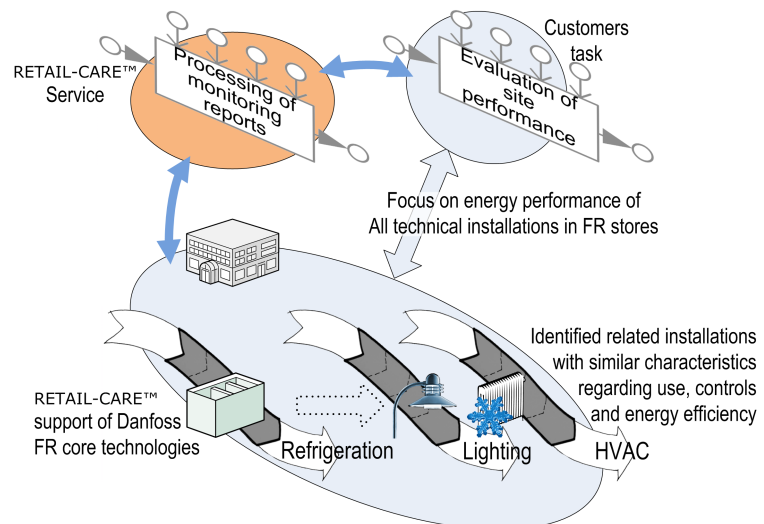 Customers
task
RETAIL-CARE™
Service
Processing of
monitoring
reports
Evaluation of
site
performance
Focus on energy performance of
All technical installations in FR stores
Identified related installations
with similar characteristics
regarding use, controls
and energy efficiency
RETAIL-CARE™
support of Danfoss
FR core technologies
Refrigeration
Lighting
HVAC